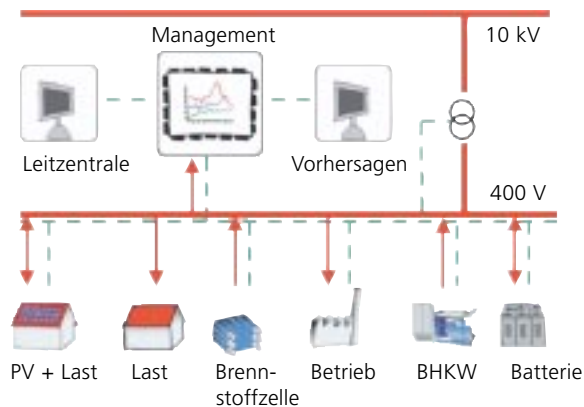 Management
10 kV
Leitzentrale
Vorhersagen
400 V
PV + Last
Last
Brenn-
stoffzelle
Betrieb
BHKW
Batterie